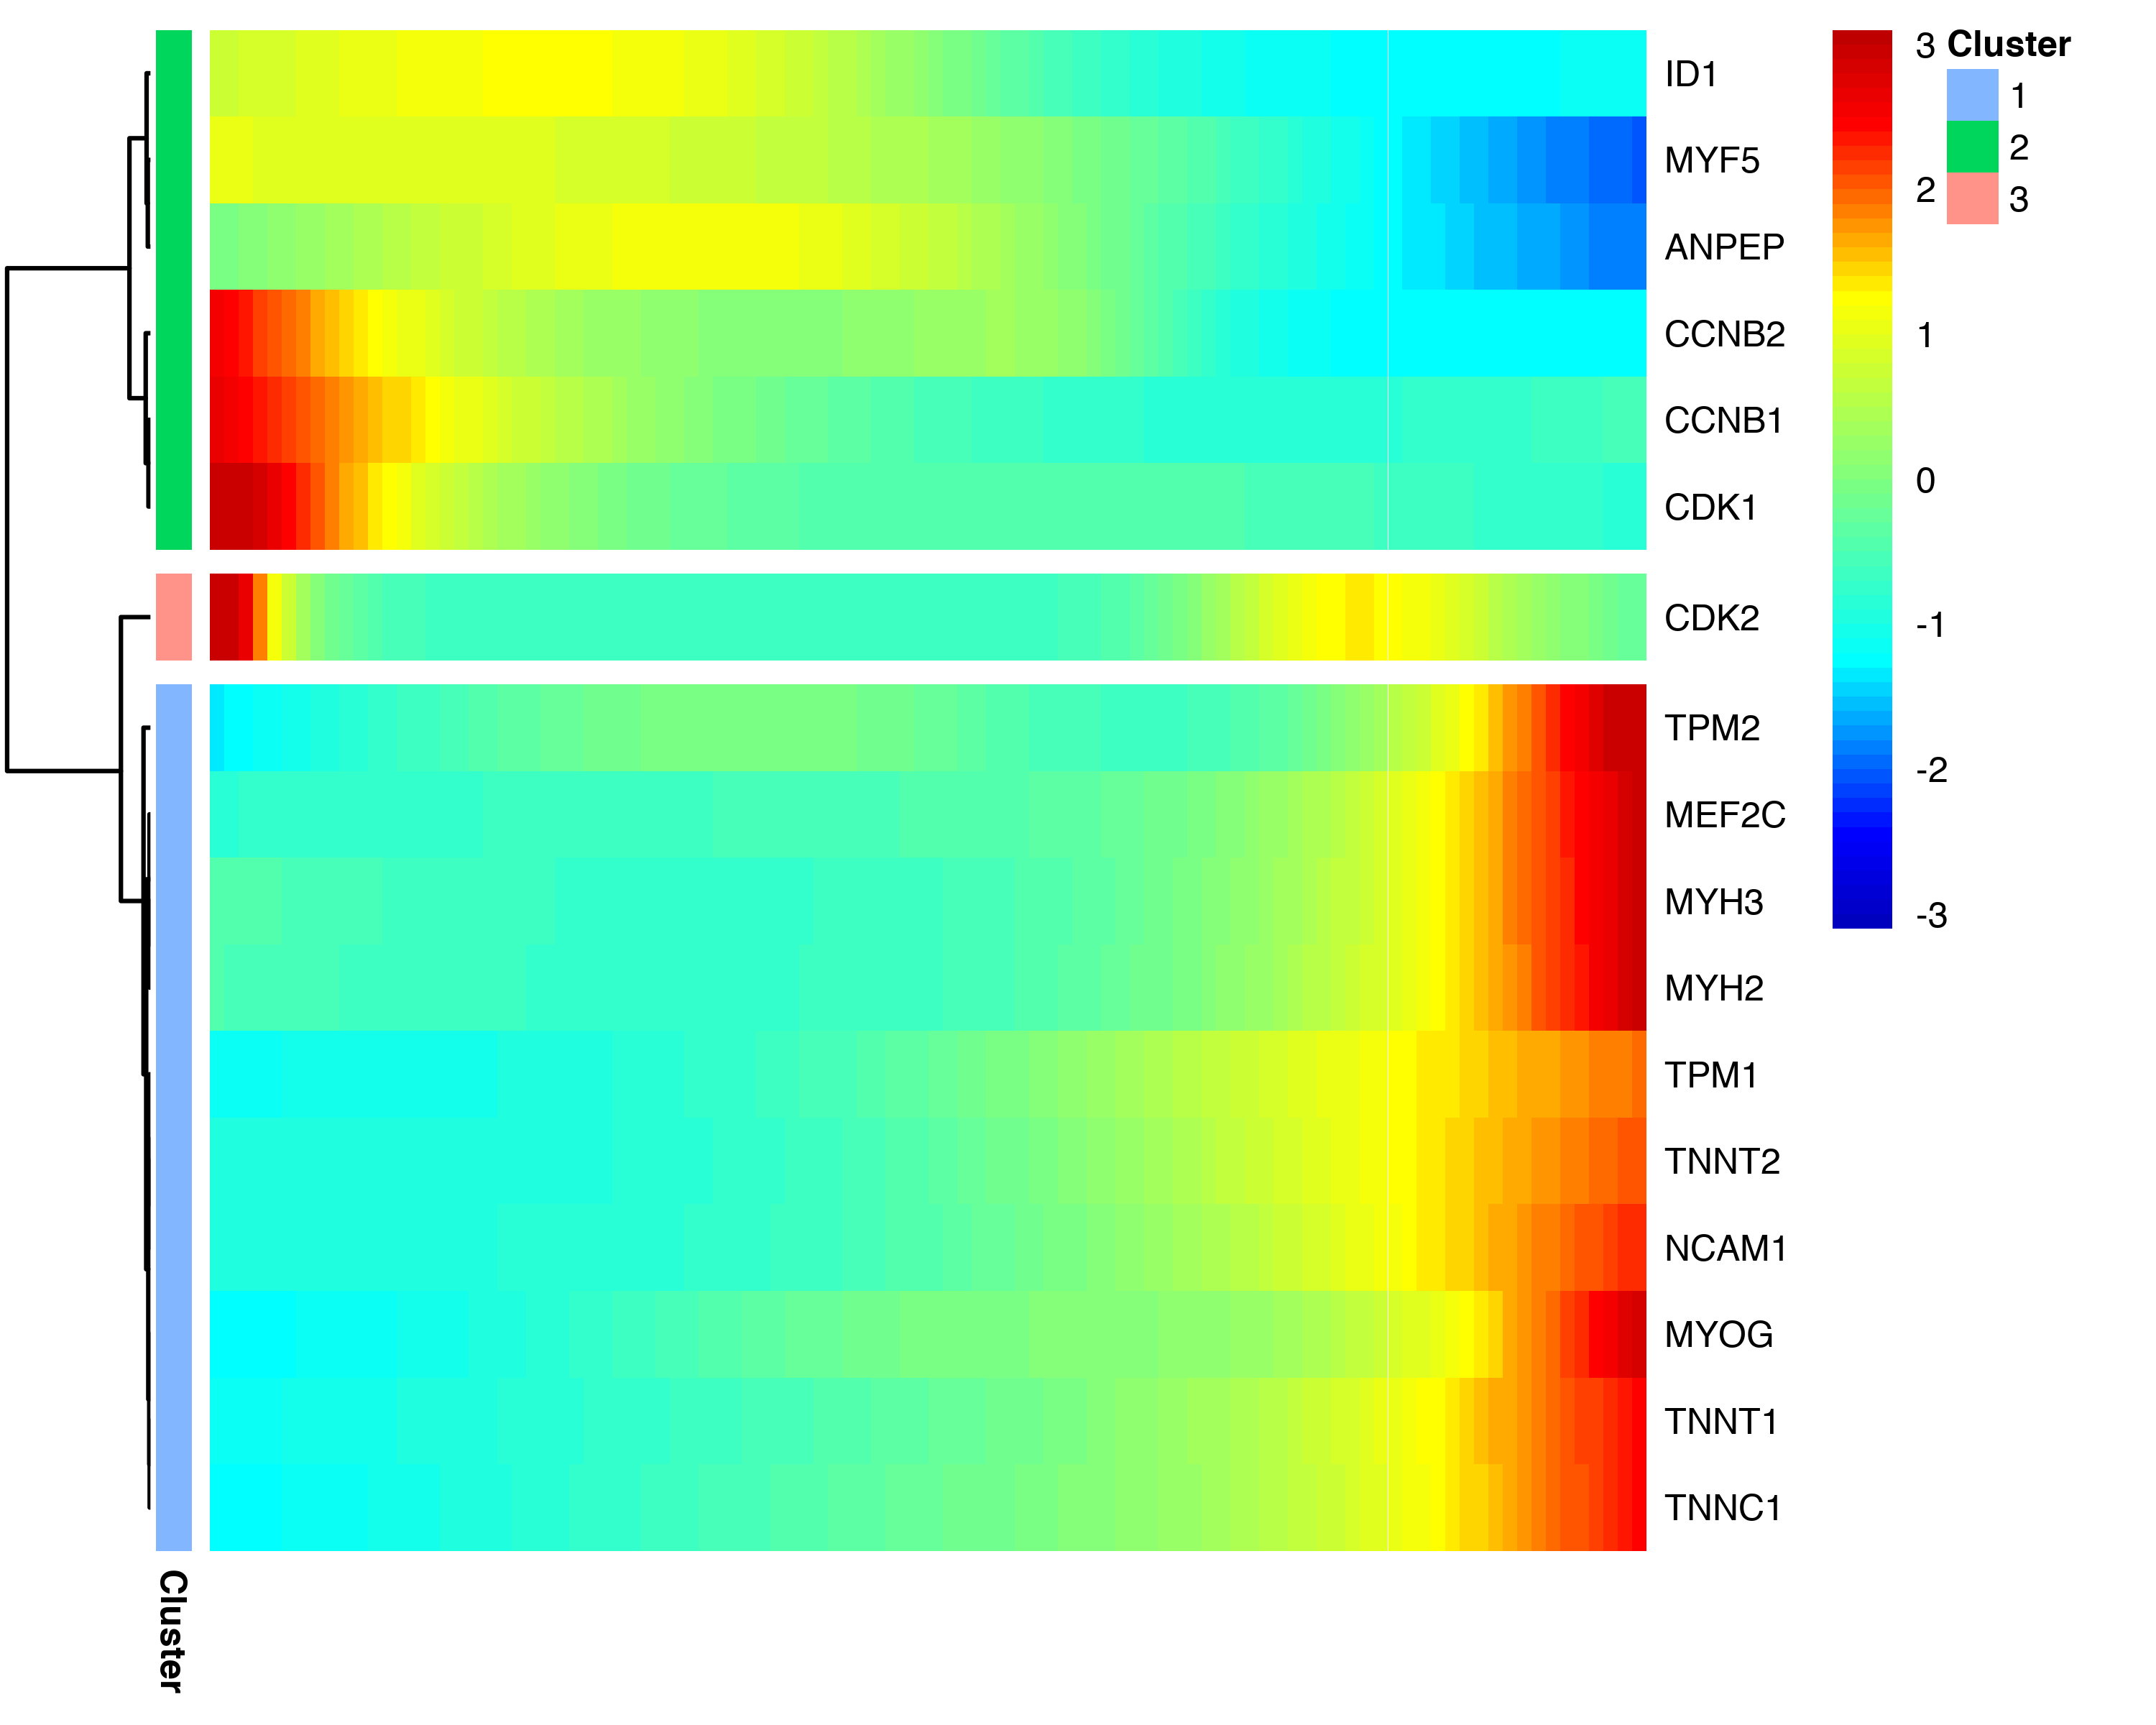 ID1
MYF5
ANPEP
CCNB2
CCNB1
CDK1
CDK2
TPM2
MEF2C
MYH3
MYH2
TPM1
TNNT2
NCAM1
MYOG
TNNT1
TNNC1
3
2
1
0
-1
-2
-3
Cluster
1
2
3
Cluster